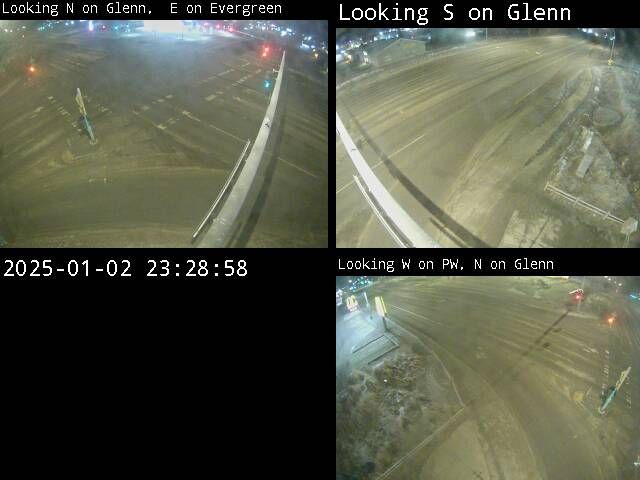 Looking N on Glenn, E on Evergreen
Looking S on Glenn
2025-01-02 23:28:58
Looking W on PW, N on Glenn